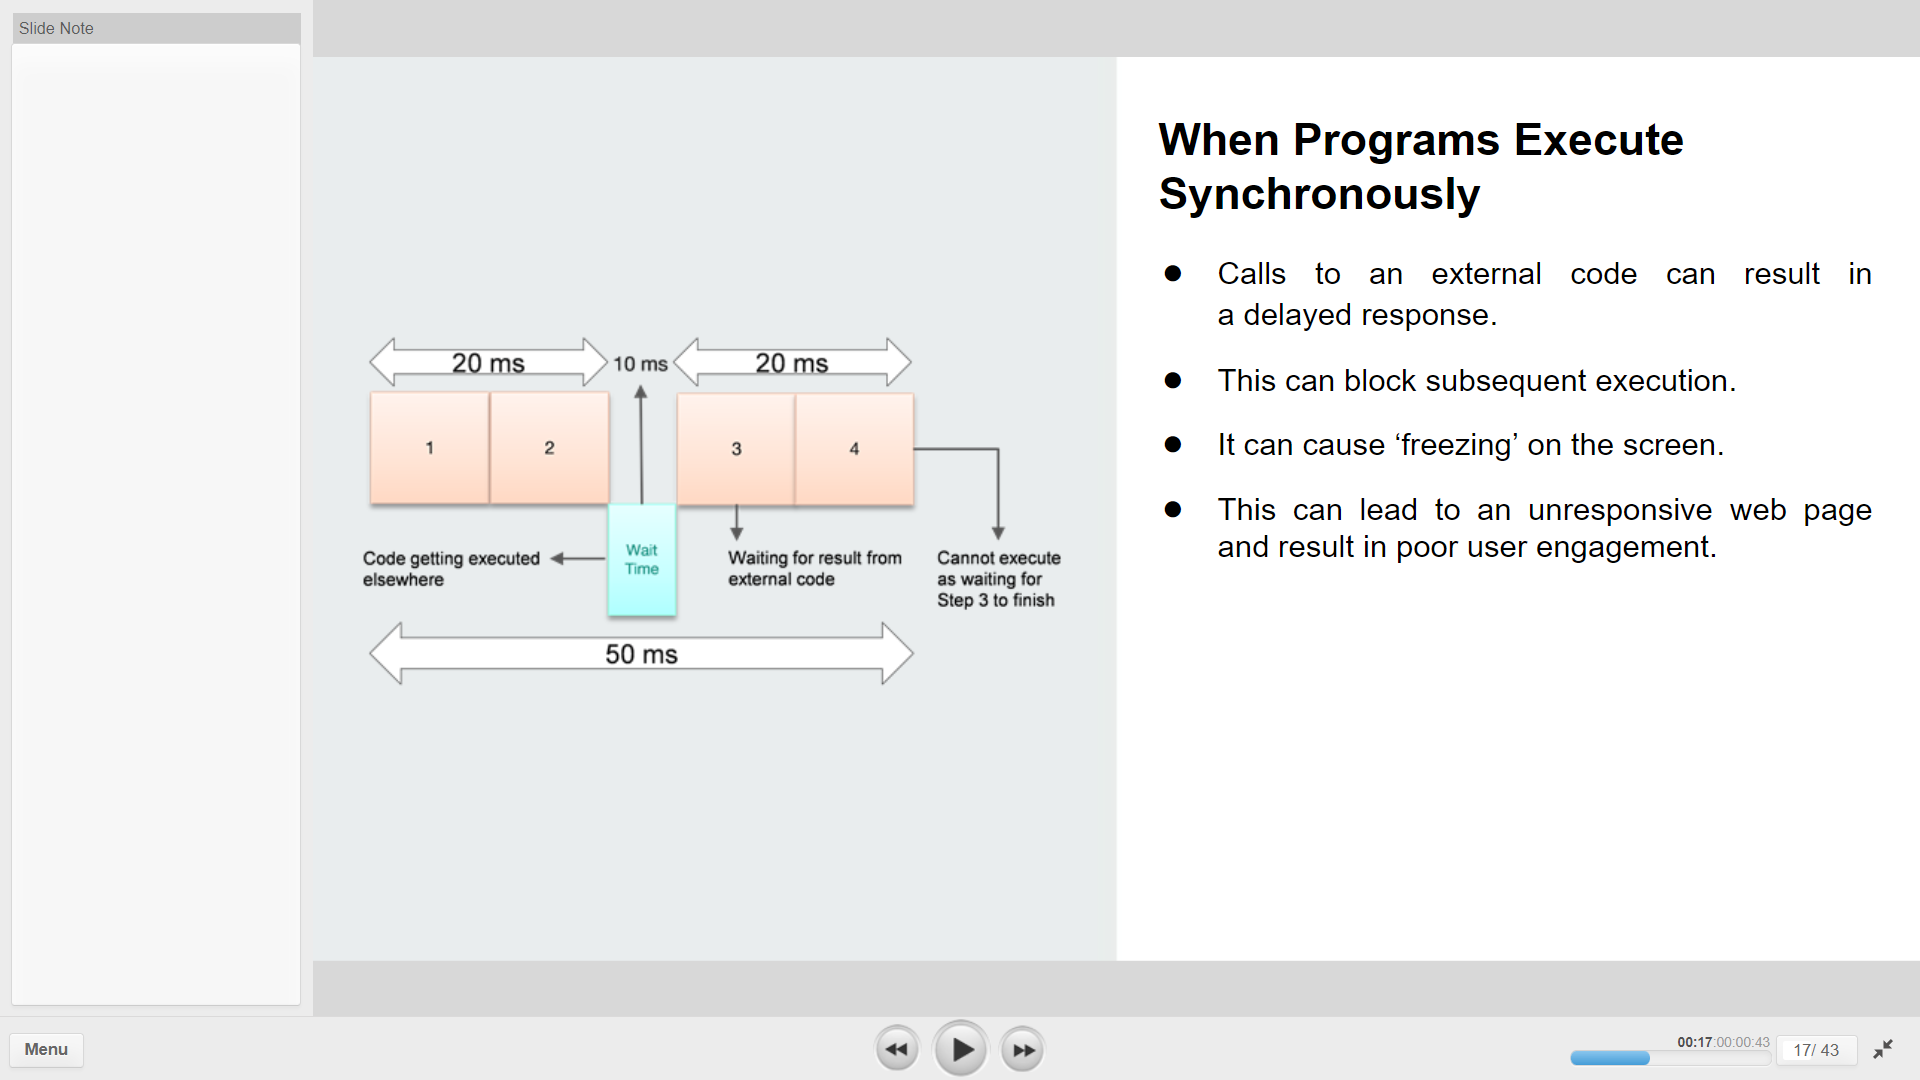 Slide Note
When Programs Execute
Synchronously
● Calls to an external code can result in
a delayed response.
● This can block subsequent execution.
● It can cause ‘freezing’ on the screen.
● This can lead to an unresponsive web page
and result in poor user engagement.
20 ms
10 ms
20 ms
1
2
3
4
Wait
Time
Code getting executed
elsewhere
Waiting for result from
external code
Cannot execute
as waiting for
Step 3 to finish
50 ms
Menu
00:17:00:00:43
17/ 43